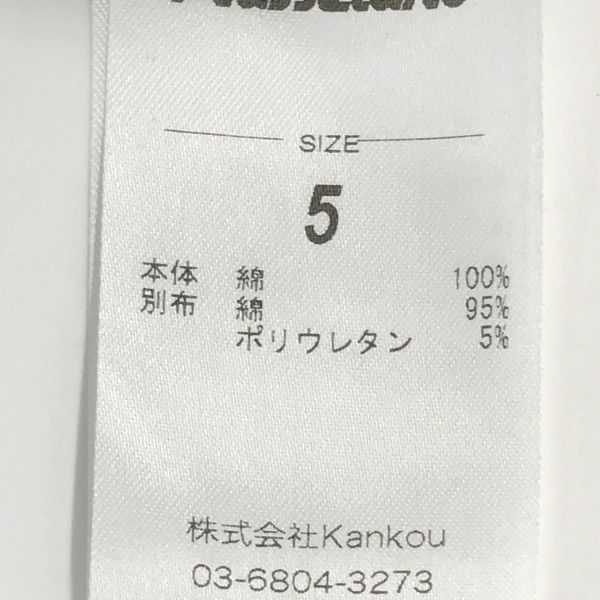 SIZE
5
本体 綿 100%
別布 綿 95%
ポリウレタン 5%
株式会社Kankou
03-6804-3273